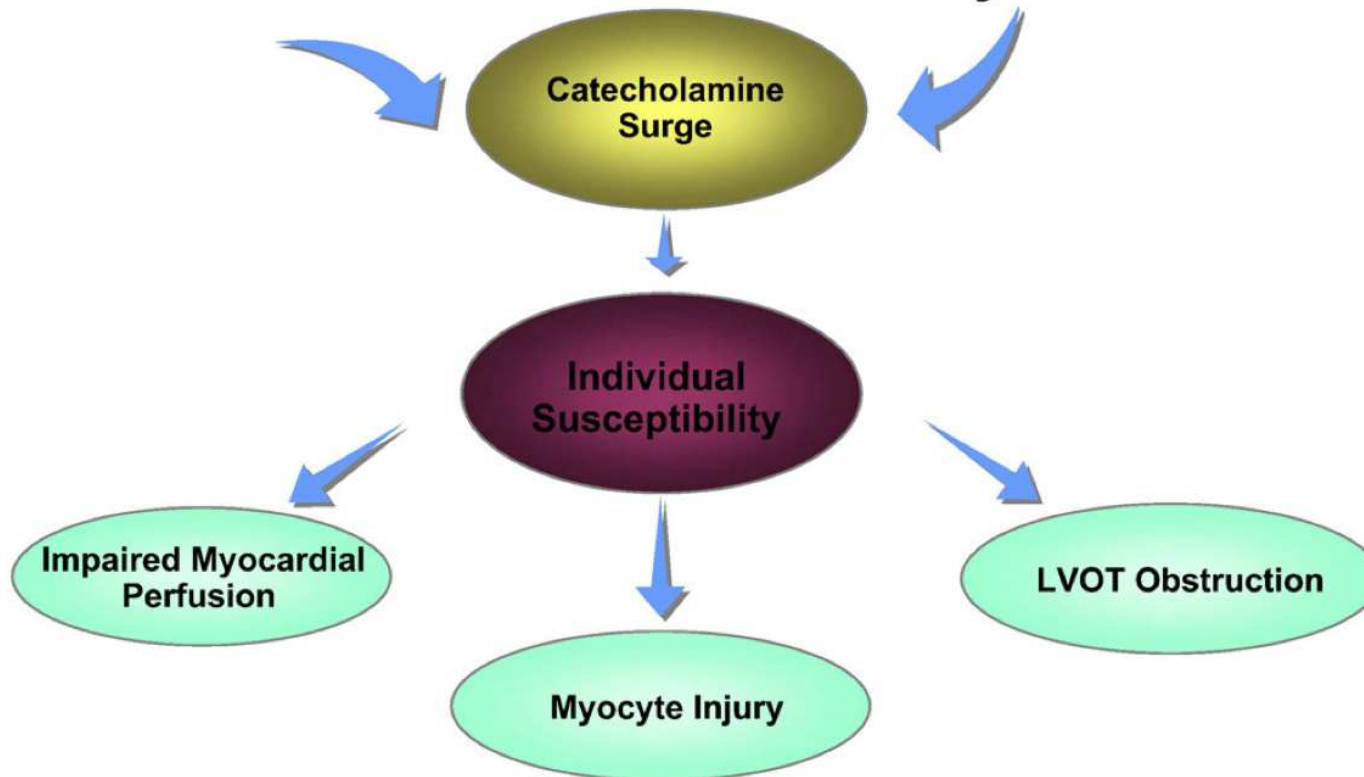 Catecholamine
Surge
Individual
Susceptibility
Impaired Myocardial
Perfusion
LVOT Obstruction
Myocyte Injury